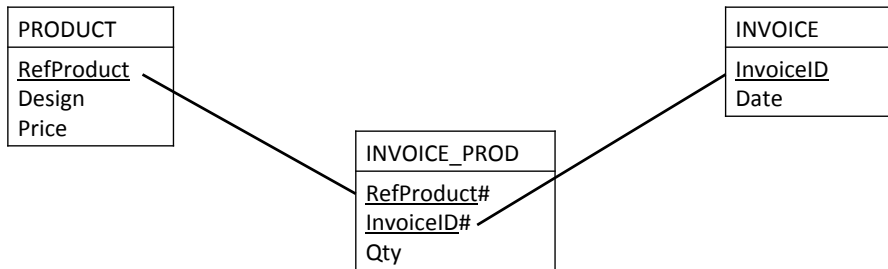 PRODUCT
RefProduct
Design
Price
INVOICE
InvoiceID
Date
INVOICE_PROD
RefProduct#
InvoiceID#
Qty